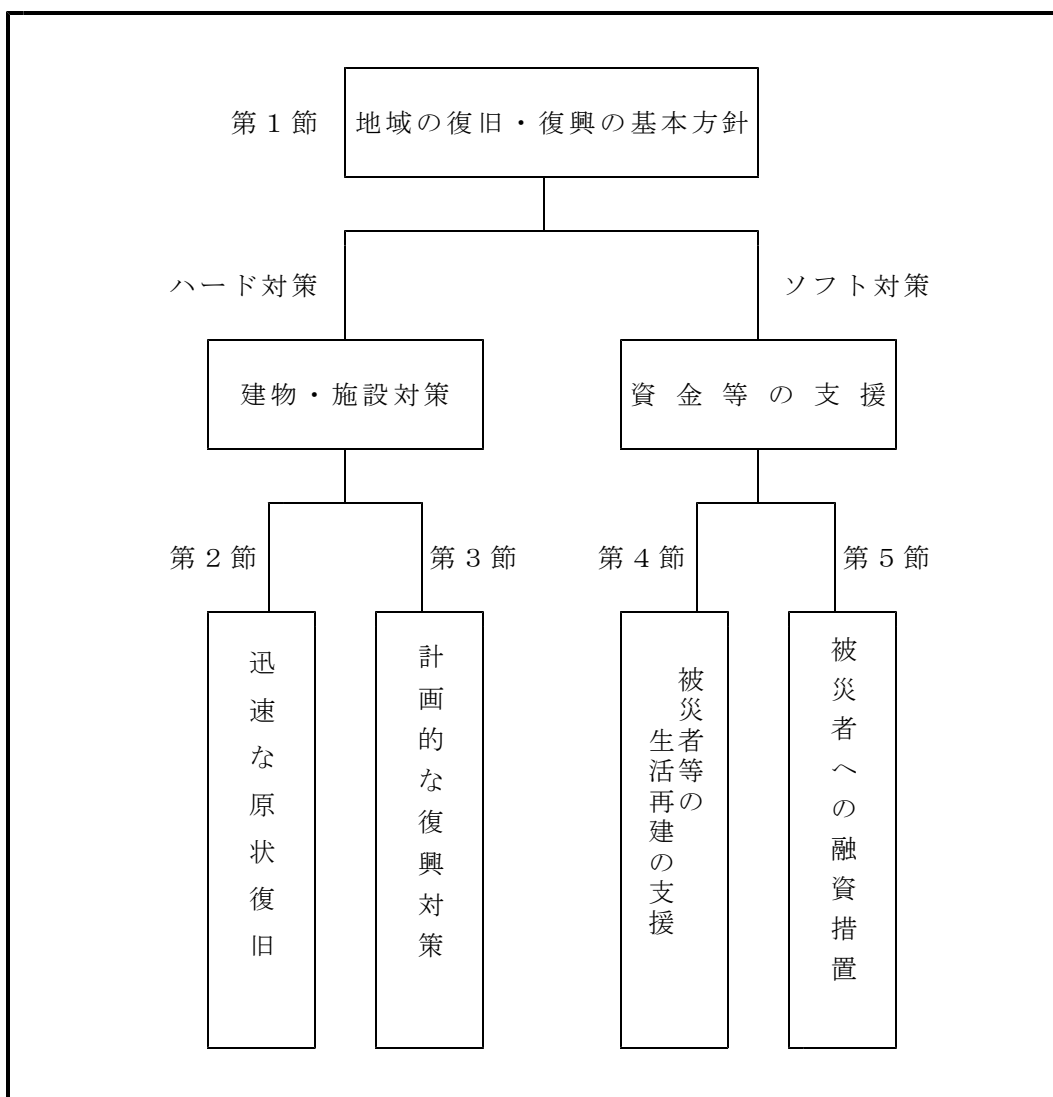 第１節
地域の復旧・復興の基本方針
ハード対策
ソフト対策
建物・施設対策
資金等の支援
第２節
第３節
第４節
第５節
迅速な原状復旧
計画的な復興対策
被災者等の
生活再建の支援
被災者への融資措置